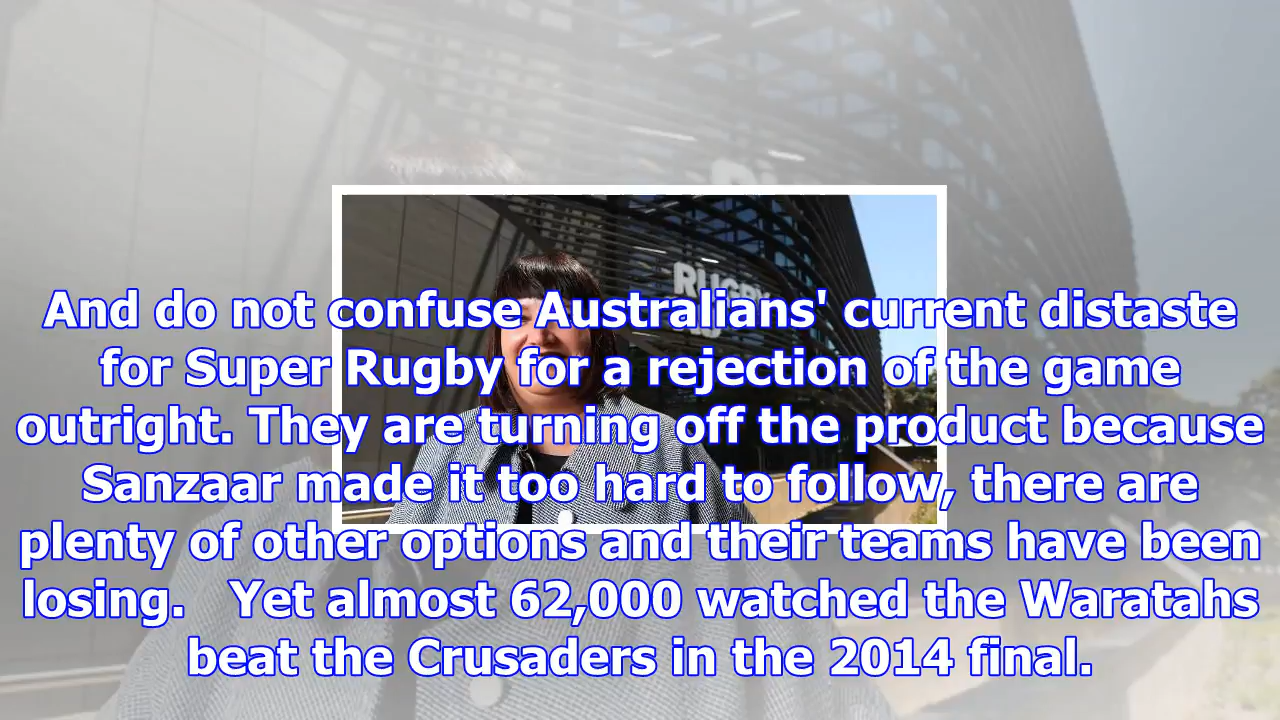 RUGBY
And do not confuse Australians' current distaste
for Super Rugby for a rejection of the game
outright. They are turning off the product because
Sanzaar made it too hard to follow, there are
plenty of other options and their teams have been
losing.   Yet almost 62,000 watched the Waratahs
beat the Crusaders in the 2014 final.